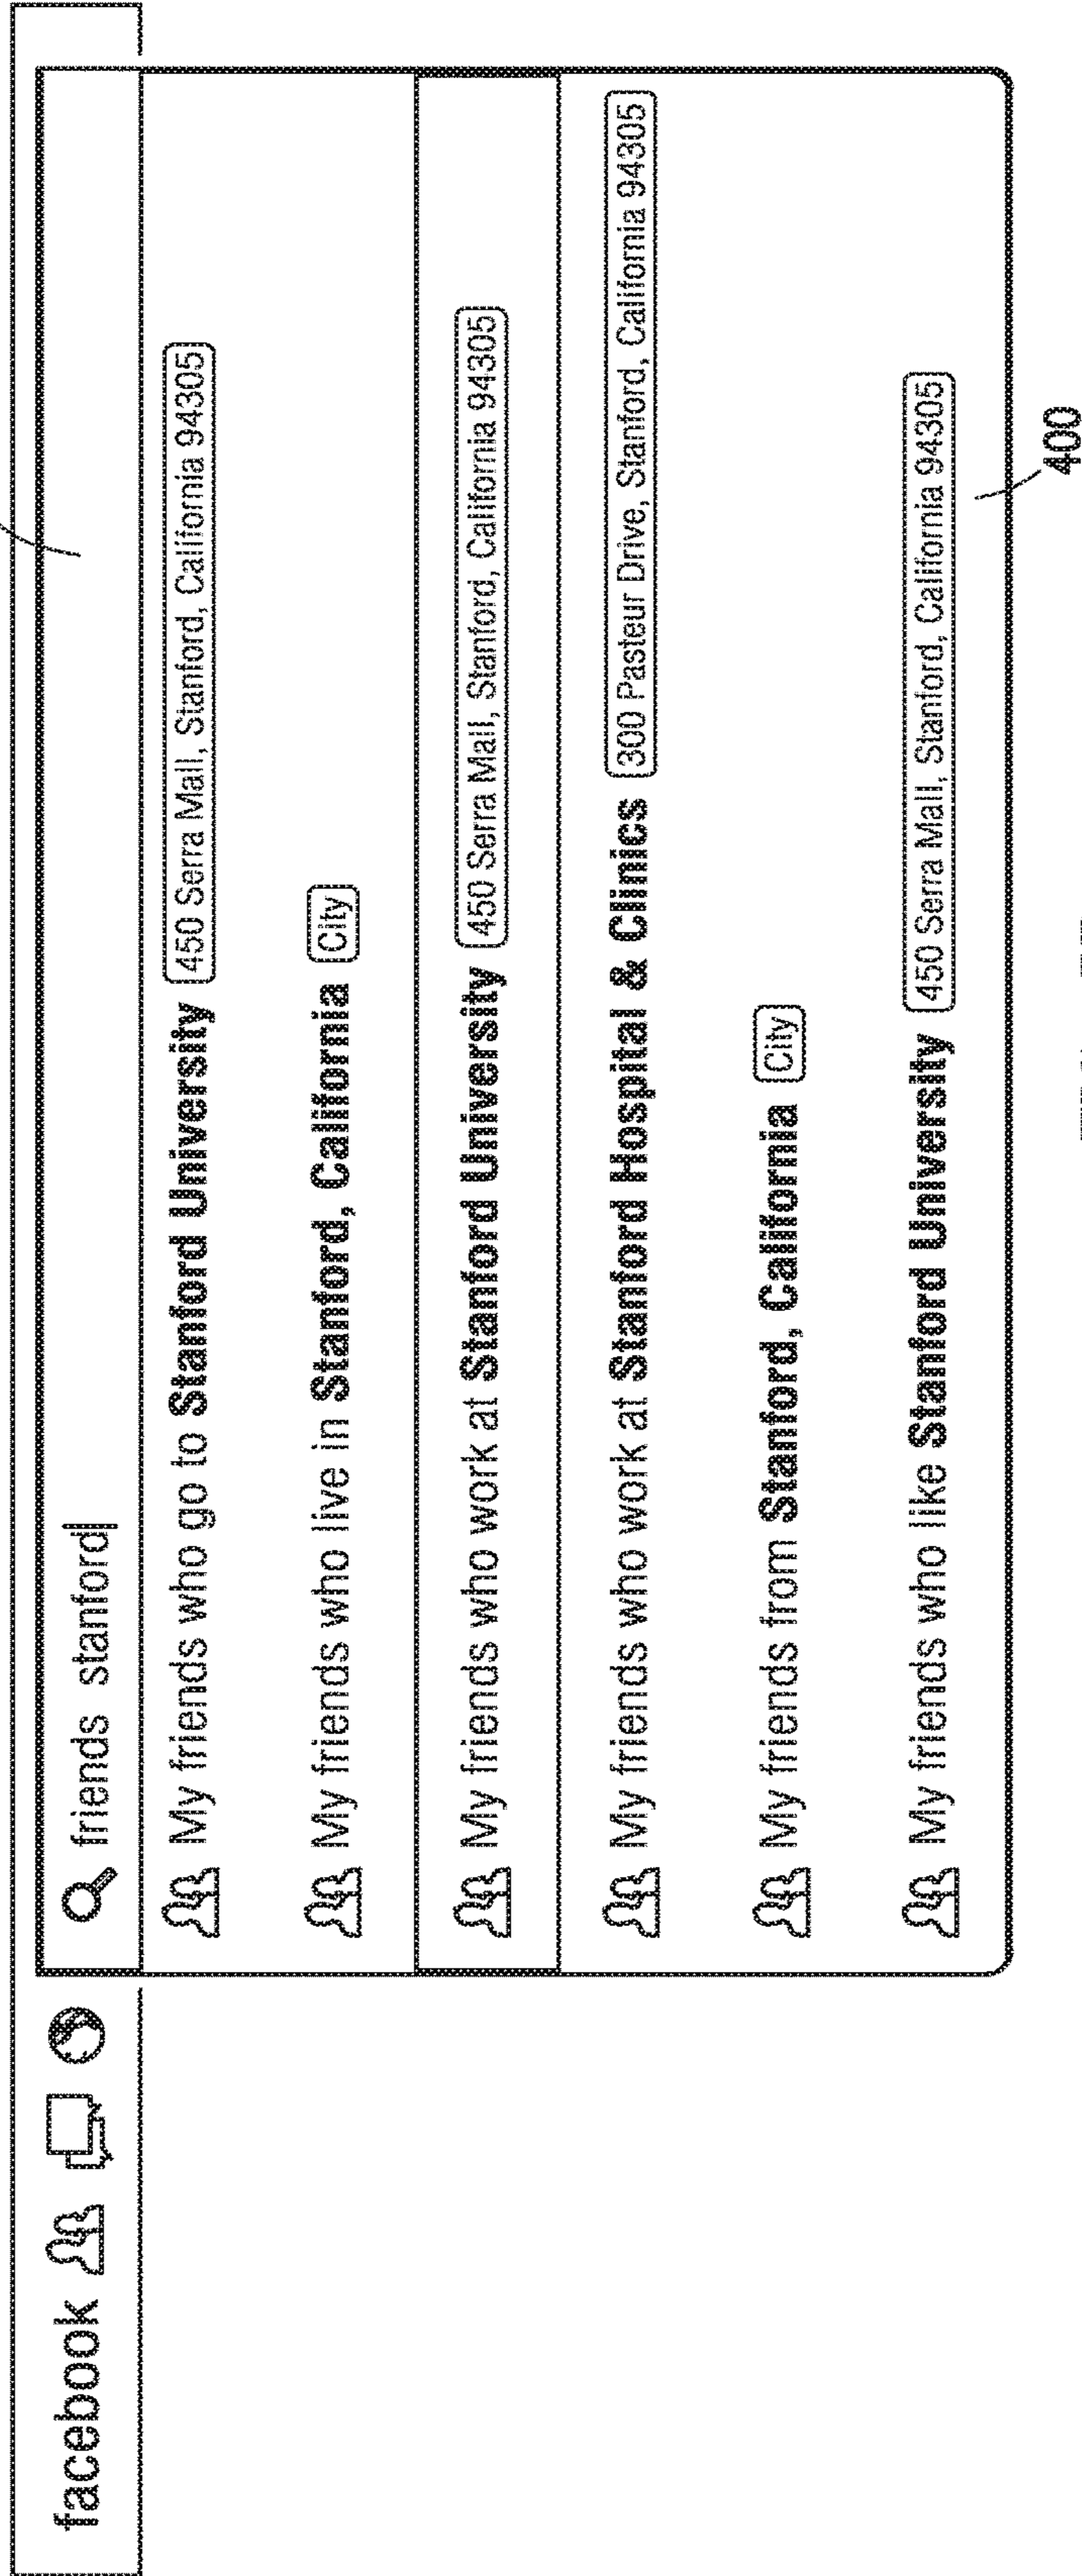 facebook
friends stanford
My friends who go to Stanford University 450 Serra Mall, Stanford, California 94305
My friends who live in Stanford, California City
My friends who work at Stanford University 450 Serra Mall, Stanford, California 94305
My friends who work at Stanford Hospital & Clinics 300 Pasteur Drive, Stanford, California 94305
My friends from Stanford, California City
My friends who like Stanford University 450 Serra Mall, Stanford, California 94305
400